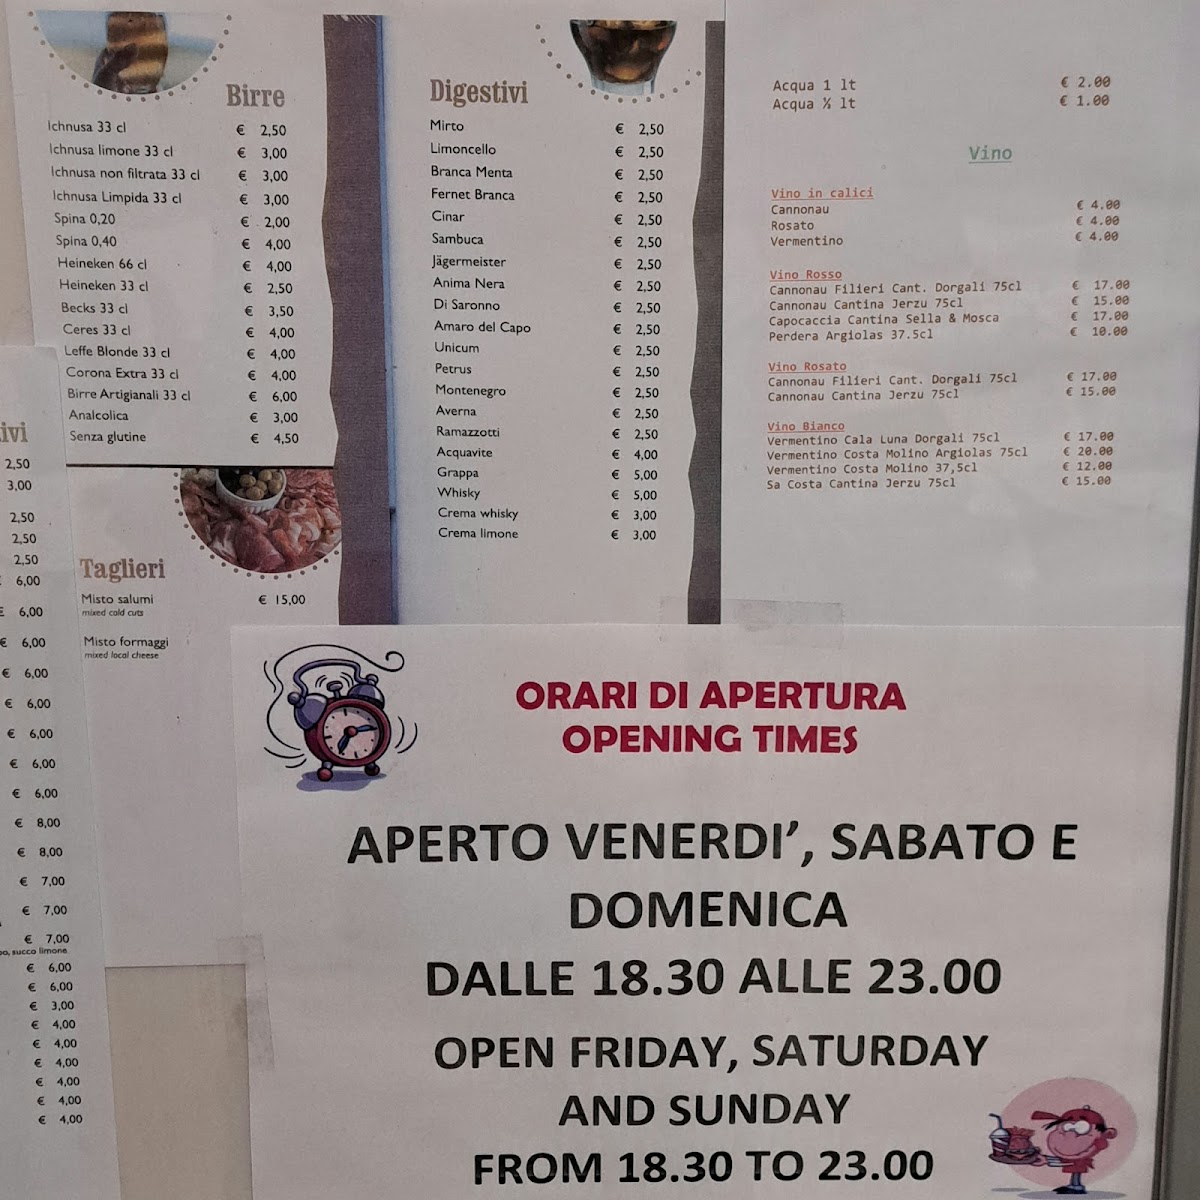 Birre
Ichnusa 33 cl € 2,50
Ichnusa limone 33 cl € 3,00
Ichnusa non filtrata 33 cl € 3,00
Ichnusa Limpida 33 cl € 3,00
Spina 0,20 € 2,00
Spina 0,40 € 4,00
Heineken 66 cl € 4,00
Heineken 33 cl € 2,50
Becks 33 cl € 3,50
Ceres 33 cl € 4,00
Leffe Blonde 33 cl € 4,00
Corona Extra 33 cl € 4,00
Birre Artigianali 33 cl € 6,00
Analcolica € 3,00
Senza glutine € 4,50
Taglieri
Misto salumi € 15,00
mixed cold cuts
Misto formaggi
mixed local cheese
Digestivi
Mirto € 2,50
Limoncello € 2,50
Branca Menta € 2,50
Fernet Branca € 2,50
Cinar € 2,50
Sambuca € 2,50
Jägermeister € 2,50
Anima Nera € 2,50
Di Saronno € 2,50
Amaro del Capo € 2,50
Unicum € 2,50
Petrus € 2,50
Montenegro € 2,50
Averna € 2,50
Ramazzotti € 2,50
Acquavite € 4,00
Grappa € 5,00
Whisky € 5,00
Crema whisky € 3,00
Crema limone € 3,00
Acqua 1 lt € 2.00
Acqua ½ lt € 1.00
Vino
Vino in calici
Cannonau € 4.00
Rosato € 4.00
Vermentino € 4.00
Vino Rosso
Cannonau Filieri Cant. Dorgali 75cl € 17.00
Cannonau Cantina Jerzu 75cl € 15.00
Capocaccia Cantina Sella & Mosca € 17.00
Perdera Argiolas 37.5cl € 10.00
Vino Rosato
Cannonau Filieri Cant. Dorgali 75cl € 17.00
Cannonau Cantina Jerzu 75cl € 15.00
Vino Bianco
Vermentino Cala Luna Dorgali 75cl € 17.00
Vermentino Costa Molino Argiolas 75cl € 20.00
Vermentino Costa Molino 37,5cl € 12.00
Sa Costa Cantina Jerzu 75cl € 15.00
ivi
2,50
3,00
2,50
2,50
2,50
€ 6,00
€ 6,00
€ 6,00
€ 6,00
€ 6,00
€ 6,00
€ 6,00
€ 6,00
€ 8,00
€ 8,00
€ 7,00
€ 7,00
€ 7,00
succo limone
€ 6,00
€ 6,00
€ 3,00
€ 4,00
€ 4,00
€ 4,00
€ 4,00
€ 4,00
€ 4,00
ORARI DI APERTURA
OPENING TIMES
APERTO VENERDI', SABATO E
DOMENICA
DALLE 18.30 ALLE 23.00
OPEN FRIDAY, SATURDAY
AND SUNDAY
FROM 18.30 TO 23.00